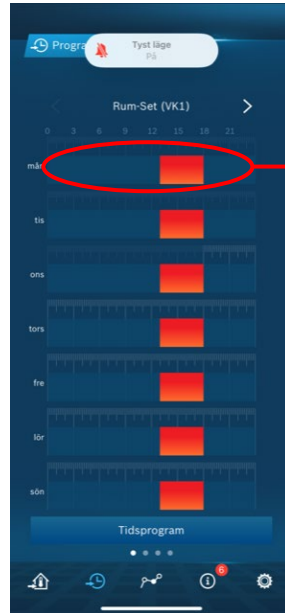 Tyst läge
På
Progra
Rum-Set (VK1)
0 3 6 9 12 15 18 21
mån
tis
ons
tors
fre
lör
sön
Tidsprogram
6